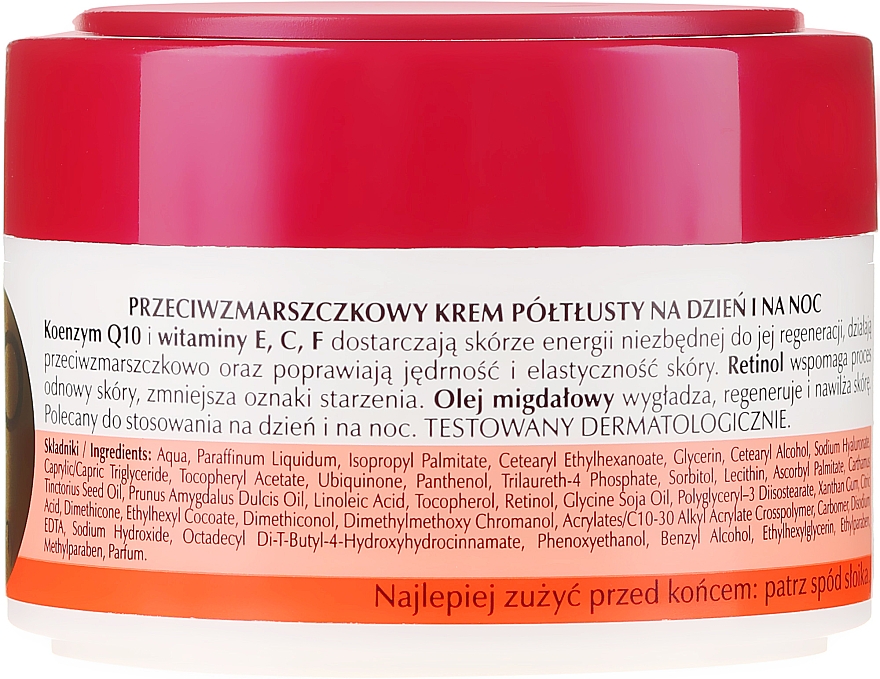 PRZECIWZMARSZCZKOWY KREM PÓŁTŁUSTY NA DZIEŃ I NA NOC
Koenzym Q10 i witaminy E, C, F dostarczają skórze energii niezbędnej do jej regeneracji, działają
przeciwzmarszczkowo oraz poprawiają jędrność i elastyczność skóry. Retinol wspomaga proces
odnowy skóry, zmniejsza oznaki starzenia. Olej migdałowy wygładza, regeneruje i nawilża skórę.
Polecany do stosowania na dzień i na noc. TESTOWANY DERMATOLOGICZNIE.
Składniki / Ingredients: Aqua, Paraffinum Liquidum, Isopropyl Palmitate, Cetearyl Ethylhexanoate, Glycerin, Cetearyl Alcohol, Sodium Hyaluronate,
Caprylic/Capric Triglyceride, Tocopheryl Acetate, Ubiquinone, Panthenol, Trilaureth-4 Phosphate, Sorbitol, Lecithin, Ascorbyl Palmitate, Carthamus
Tinctorius Seed Oil, Prunus Amygdalus Dulcis Oil, Linoleic Acid, Tocopherol, Retinol, Glycine Soja Oil, Polyglyceryl-3 Diisostearate, Xanthan Gum, Citric
Acid, Dimethicone, Ethylhexyl Cocoate, Dimethiconol, Dimethylmethoxy Chromanol, Acrylates/C10-30 Alkyl Acrylate Crosspolymer, Carbomer, Disodium
EDTA, Sodium Hydroxide, Octadecyl Di-T-Butyl-4-Hydroxyhydrocinnamate, Phenoxyethanol, Benzyl Alcohol, Ethylhexylglycerin, Ethylparaben,
Methylparaben, Parfum.
Najlepiej zużyć przed końcem: patrz spód słoika